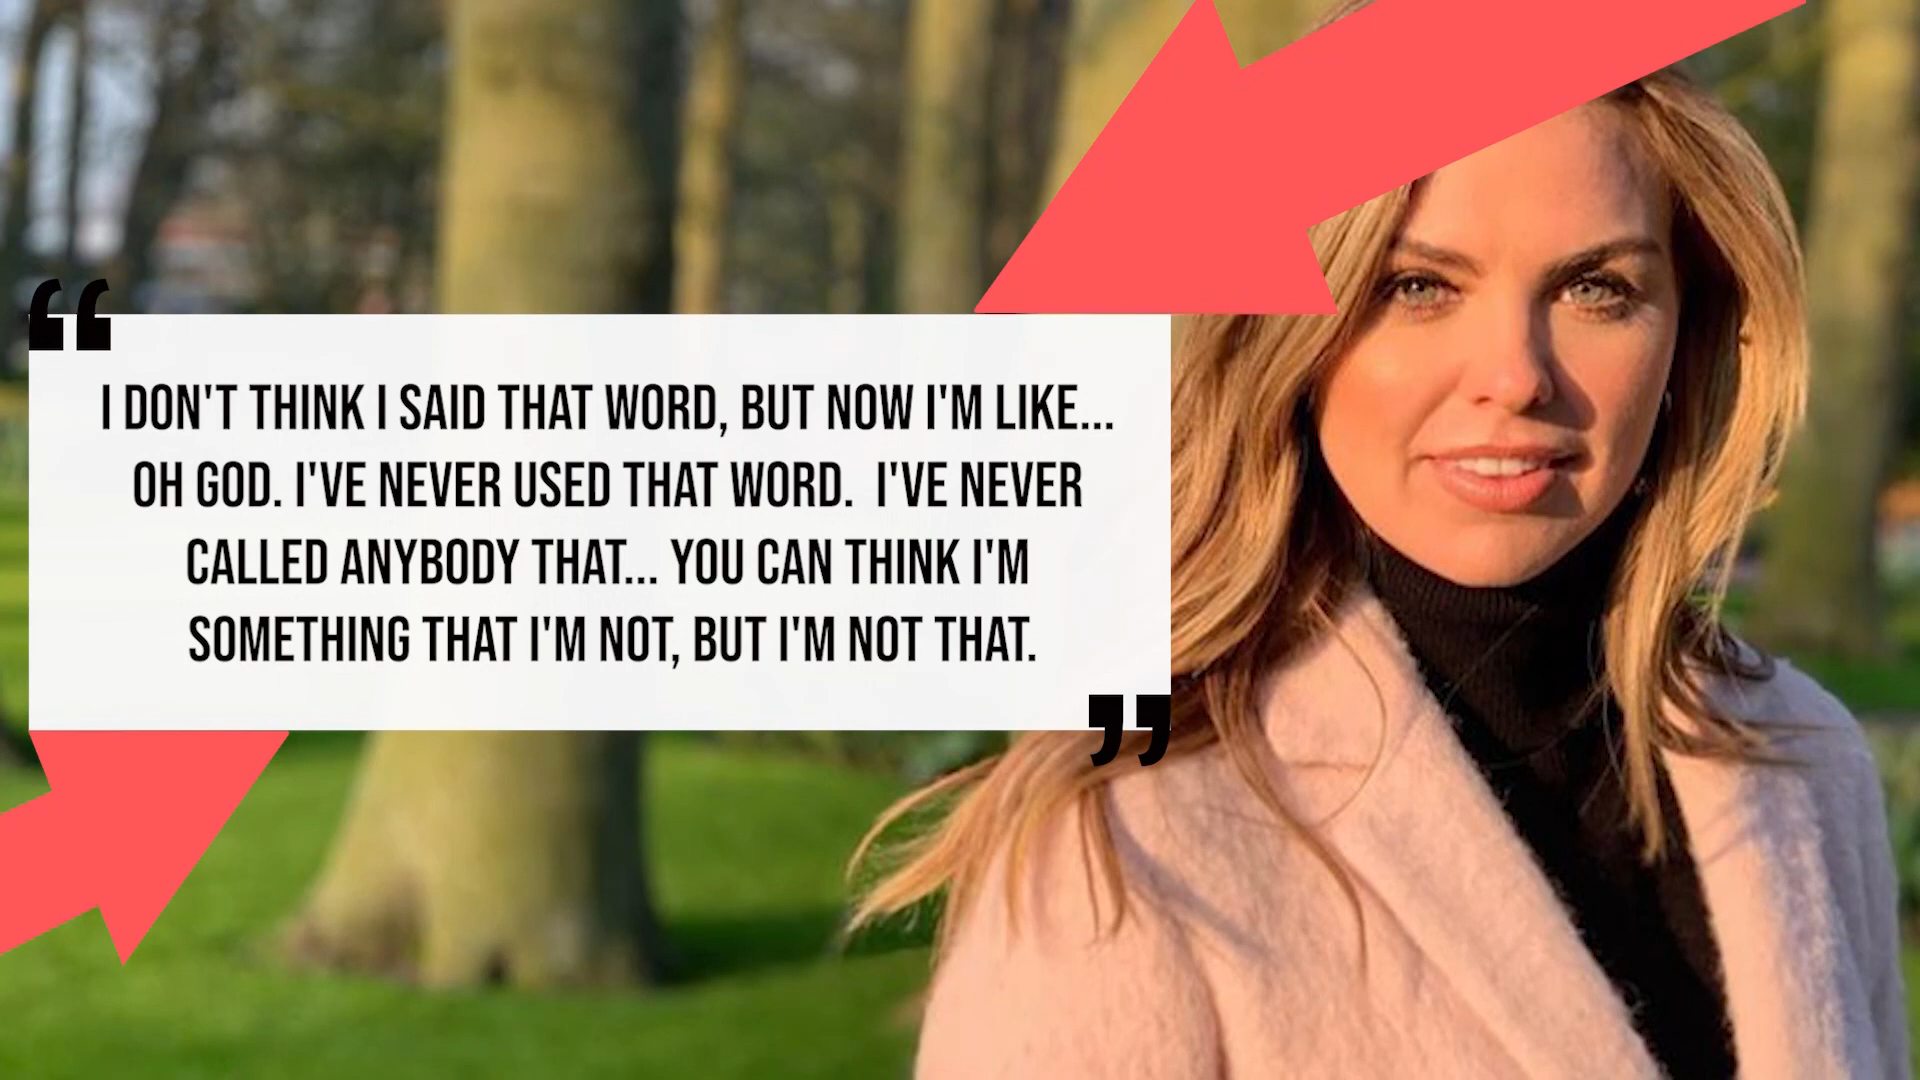 “
I DON'T THINK I SAID THAT WORD, BUT NOW I'M LIKE...
OH GOD. I'VE NEVER USED THAT WORD.  I'VE NEVER
CALLED ANYBODY THAT... YOU CAN THINK I'M
SOMETHING THAT I'M NOT, BUT I'M NOT THAT.
”